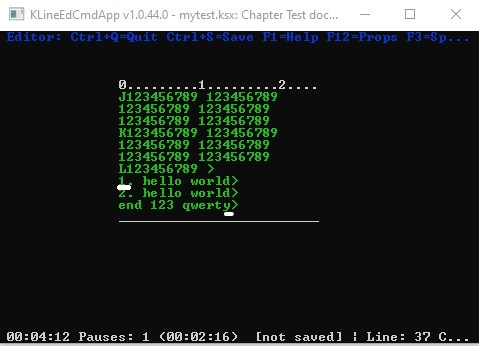 KLineEdCmdApp v1.0.44.0 - mytest.ksx: Chapter Test doc...
Editor: Ctrl+Q=Quit Ctrl+S=Save F1=Help F12=Props F3=Sp...
0.........1.........2....
J123456789 123456789
123456789 123456789
123456789 123456789
K123456789 123456789
123456789 123456789
123456789 123456789
L123456789 >
1. hello world>
2. hello world>
end 123 qwerty>
00:04:12 Pauses: 1 (00:02:16) [not saved] ¦ Line: 37 C...